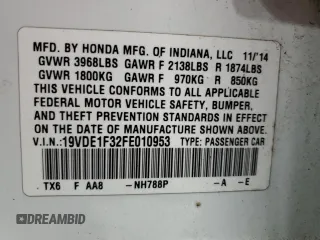 MFD. BY HONDA MFG. OF INDIANA, LLC 11/'14
GVWR 3968LBS GAWR F 2138LBS R 1874LBS
GVWR 1800KG GAWR F 970KG R 850KG
THIS VEHICLE CONFORMS TO ALL APPLICABLE
FEDERAL MOTOR VEHICLE SAFETY, BUMPER,
AND THEFT PREVENTION STANDARDS IN
EFFECT ON THE DATE OF MANUFACTURE SHOWN ABOVE.
V.I.N.:19VDE1F32FE010953 TYPE: PASSENGER CAR
TX6 F AA8 -NH788P -A -E
DREAMBID